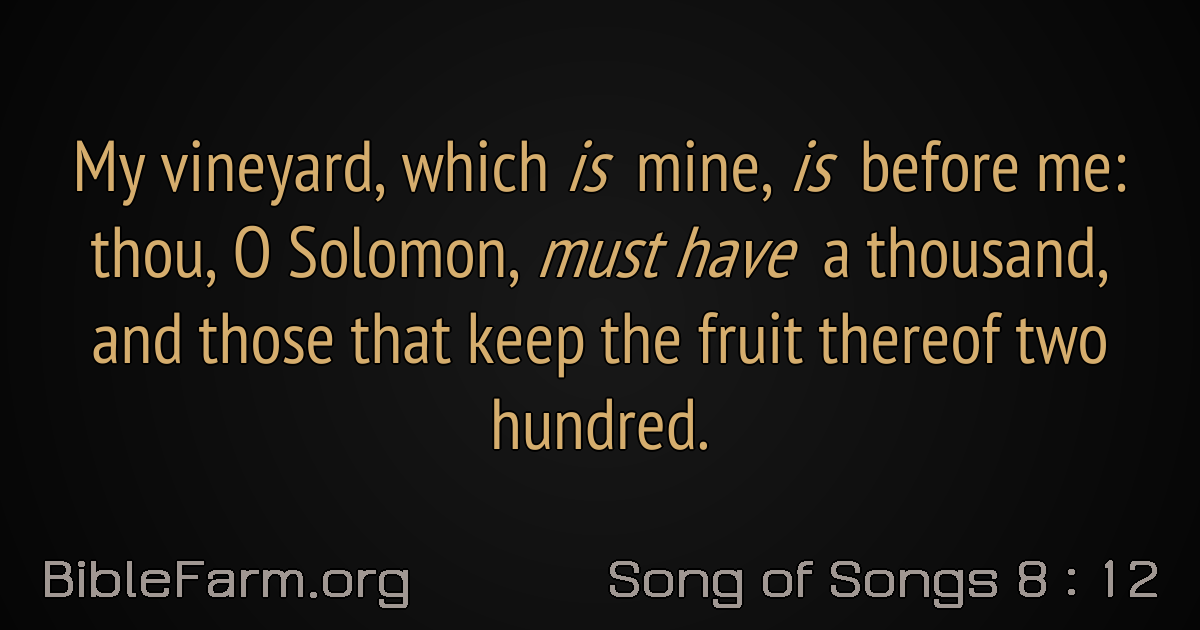 My vineyard, which is mine, is before me:
thou, O Solomon, must have a thousand,
and those that keep the fruit thereof two
hundred.
BibleFarm.org
Song of Songs 8 : 12